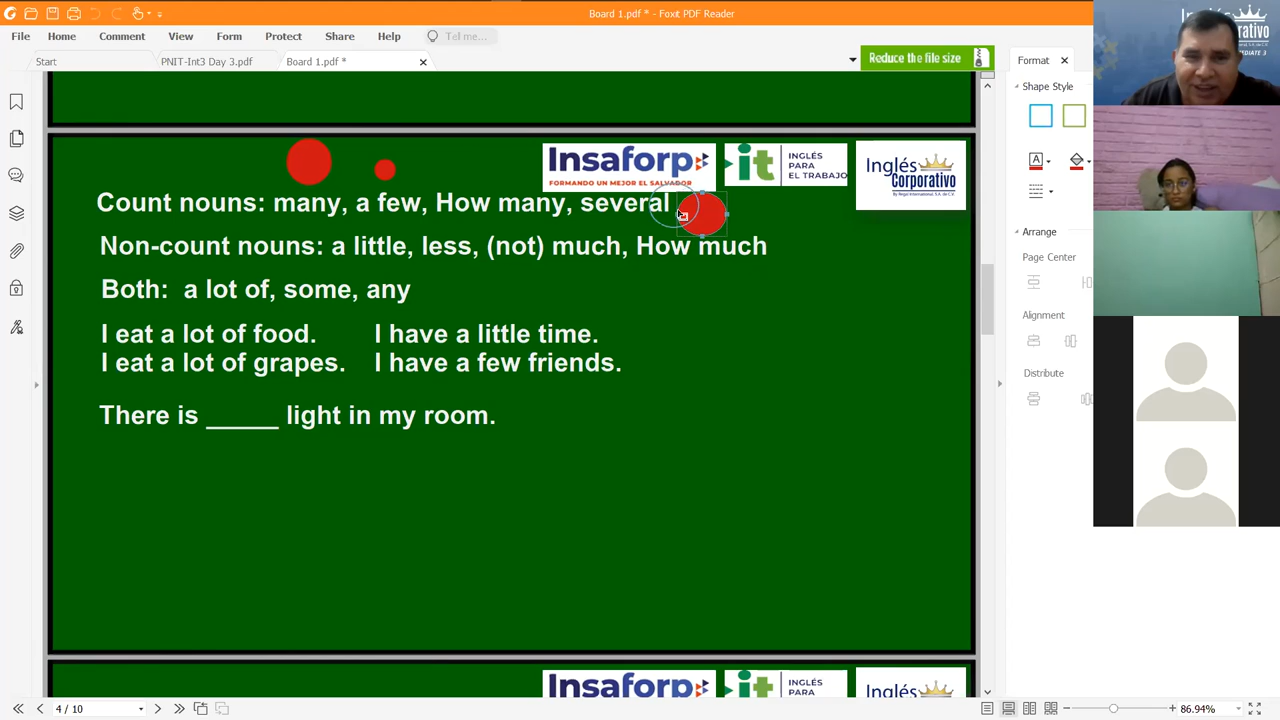 Board 1.pdf * - Foxit PDF Reader
File Home Comment View Form Protect Share Help Tell me...
Start PNIT-Int3 Day 3.pdf Board 1.pdf * Reduce the file size
Format
Shape Style
Arrange
Page Center
Alignment
Distribute
Insaforp
FORMANDO UN MEJOR EL SALVADOR
it INGLÉS PARA EL TRABAJO
Inglés Corporativo
Count nouns: many, a few, How many, several
Non-count nouns: a little, less, (not) much, How much
Both: a lot of, some, any
I eat a lot of food. I have a little time.
I eat a lot of grapes. I have a few friends.
There is _____ light in my room.
Insaforp
it INGLÉS PARA
Inglés
4 / 10
86.94%